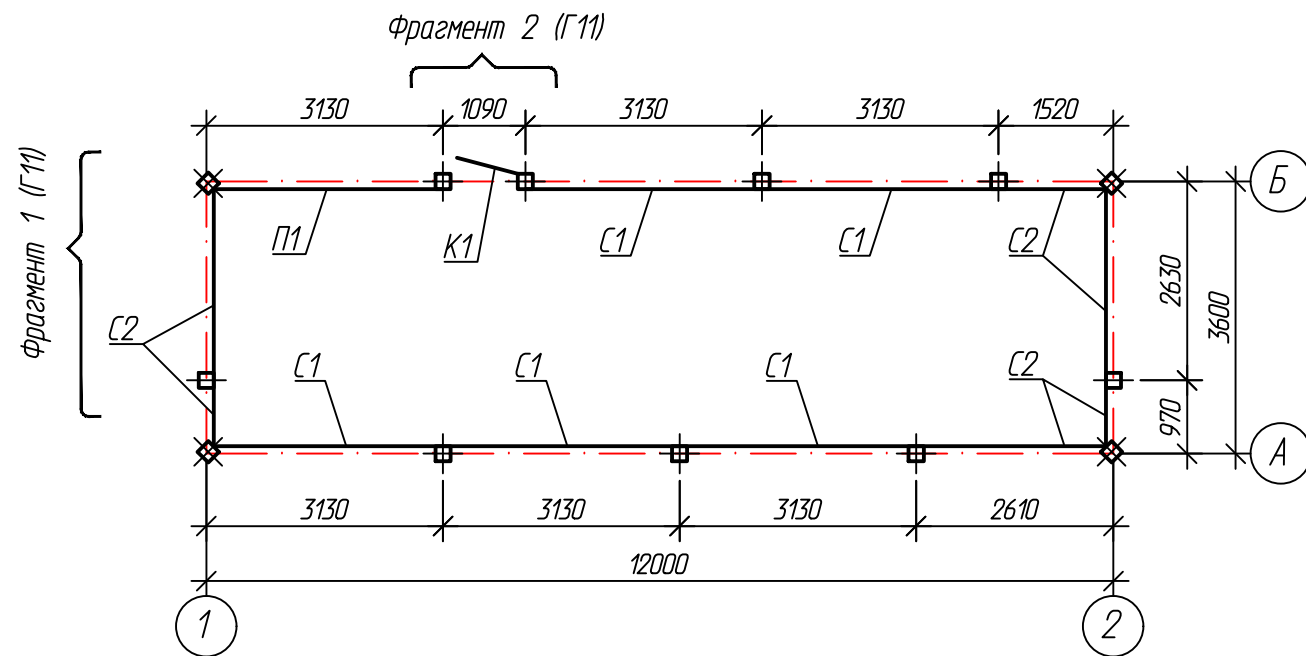 Фрагмент 2 (Г11)
3130
1090
3130
3130
1520
Фрагмент 1 (Г11)
Б
П1
К1
С1
С1
С2
2630
3600
С2
С1
С1
С1
С2
970
А
3130
3130
3130
2610
12000
1
2